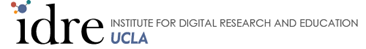 idre INSTITUTE FOR DIGITAL RESEARCH AND EDUCATION
UCLA